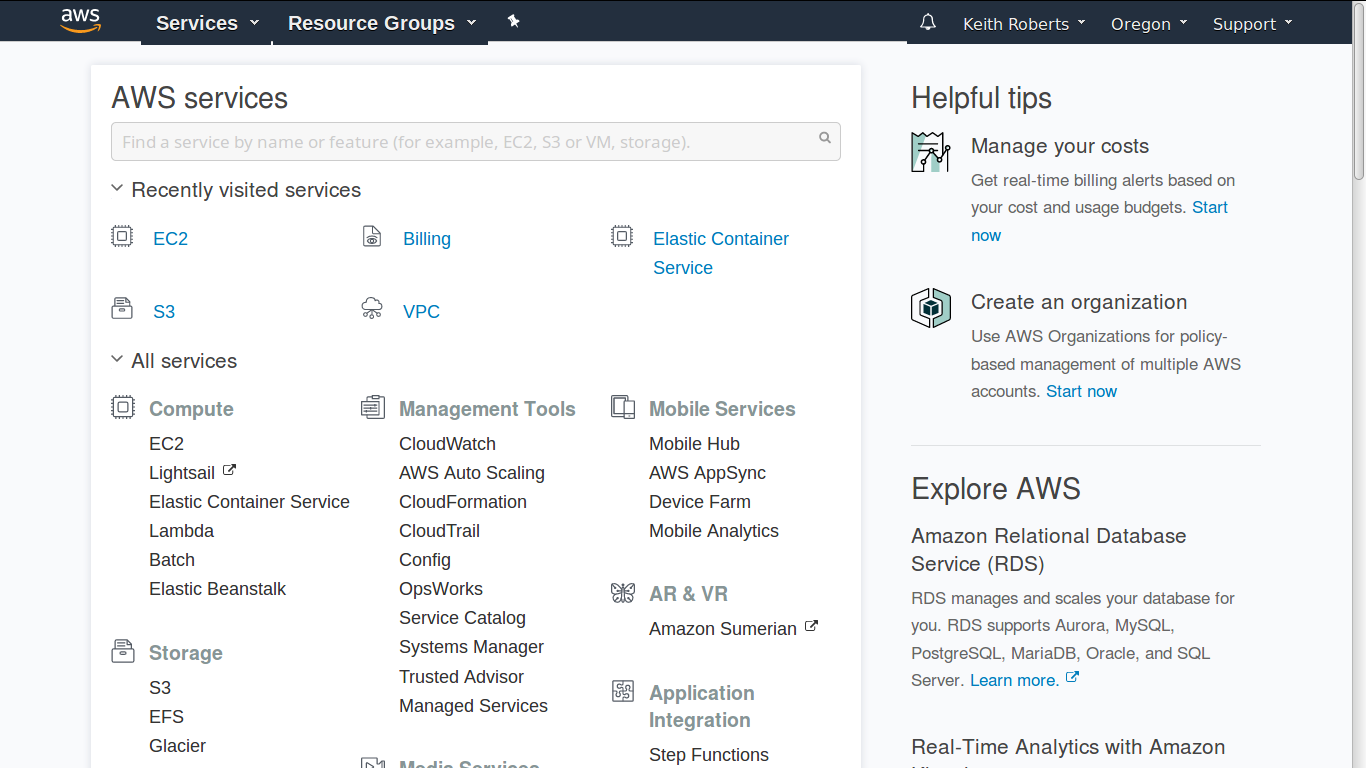 aws Services Resource Groups Keith Roberts Oregon Support
AWS services
Find a service by name or feature (for example, EC2, S3 or VM, storage).
Recently visited services
EC2
Billing
Elastic Container
Service
S3
VPC
All services
Compute
EC2
Lightsail
Elastic Container Service
Lambda
Batch
Elastic Beanstalk
Storage
S3
EFS
Glacier
Management Tools
CloudWatch
AWS Auto Scaling
CloudFormation
CloudTrail
Config
OpsWorks
Service Catalog
Systems Manager
Trusted Advisor
Managed Services
Media Services
Mobile Services
Mobile Hub
AWS AppSync
Device Farm
Mobile Analytics
AR & VR
Amazon Sumerian
Application
Integration
Step Functions
Helpful tips
Manage your costs
Get real-time billing alerts based on
your cost and usage budgets. Start
now
Create an organization
Use AWS Organizations for policy-
based management of multiple AWS
accounts. Start now
Explore AWS
Amazon Relational Database
Service (RDS)
RDS manages and scales your database for
you. RDS supports Aurora, MySQL,
PostgreSQL, MariaDB, Oracle, and SQL
Server. Learn more.
Real-Time Analytics with Amazon